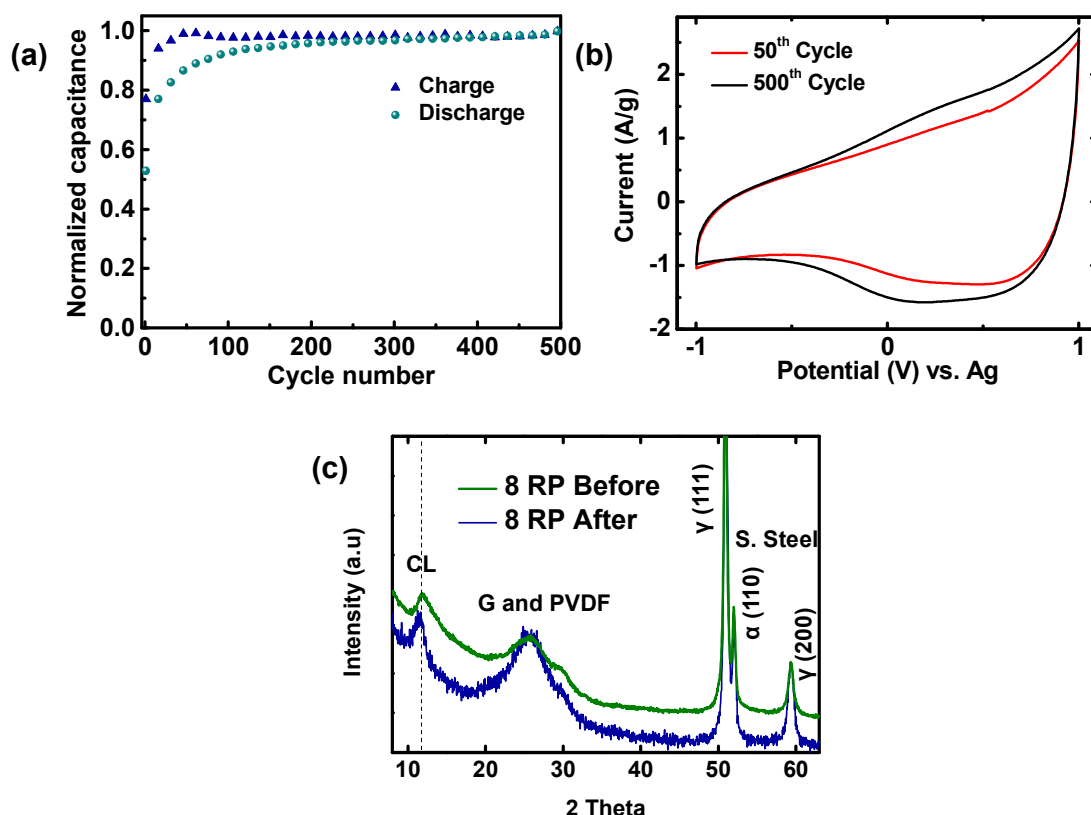 (a)
1.0
0.8
0.6
0.4
0.2
0.0
Normalized capacitance
Charge
Discharge
0 100 200 300 400 500
Cycle number
(b)
2
1
0
-1
-2
Current (A/g)
50th Cycle
500th Cycle
-1 0 1
Potential (V) vs. Ag
(c)
Intensity (a.u)
8 RP Before
8 RP After
CL
G and PVDF
γ (111)
S. Steel
α (110)
γ (200)
10 20 30 40 50 60
2 Theta